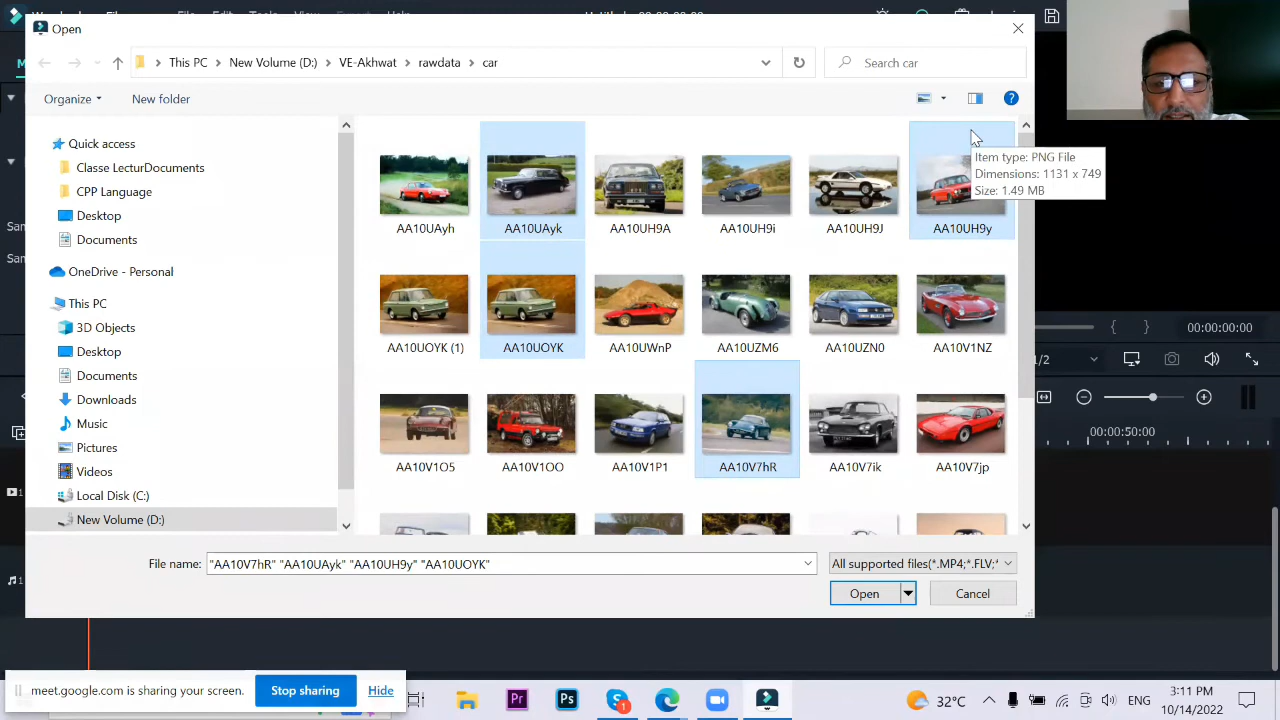 Open
This PC
New Volume (D:)
VE-Akhwat
rawdata
car
Search car
Organize
New folder
Quick access
Classe LecturDocuments
CPP Language
Desktop
Documents
OneDrive - Personal
This PC
3D Objects
Desktop
Documents
Downloads
Music
Pictures
Videos
Local Disk (C:)
New Volume (D:)
Item type: PNG File
Dimensions: 1131 x 749
Size: 1.49 MB
AA10UAyh
AA10UAyk
AA10UH9A
AA10UH9i
AA10UH9J
AA10UH9y
AA10UOYK (1)
AA10UOYK
AA10UWnP
AA10UZM6
AA10UZN0
AA10V1NZ
AA10V1O5
AA10V1OO
AA10V1P1
AA10V7hR
AA10V7ik
AA10V7jp
File name:
"AA10V7hR" "AA10UAyk" "AA10UH9y" "AA10UOYK"
All supported files(*.MP4;*.FLV;*
Open
Cancel
00:00:00:00
1/2
00:00:50:00
meet.google.com is sharing your screen.
Stop sharing
Hide
Pr
Ps
32°C
ENG
3:11 PM
10/14/2022